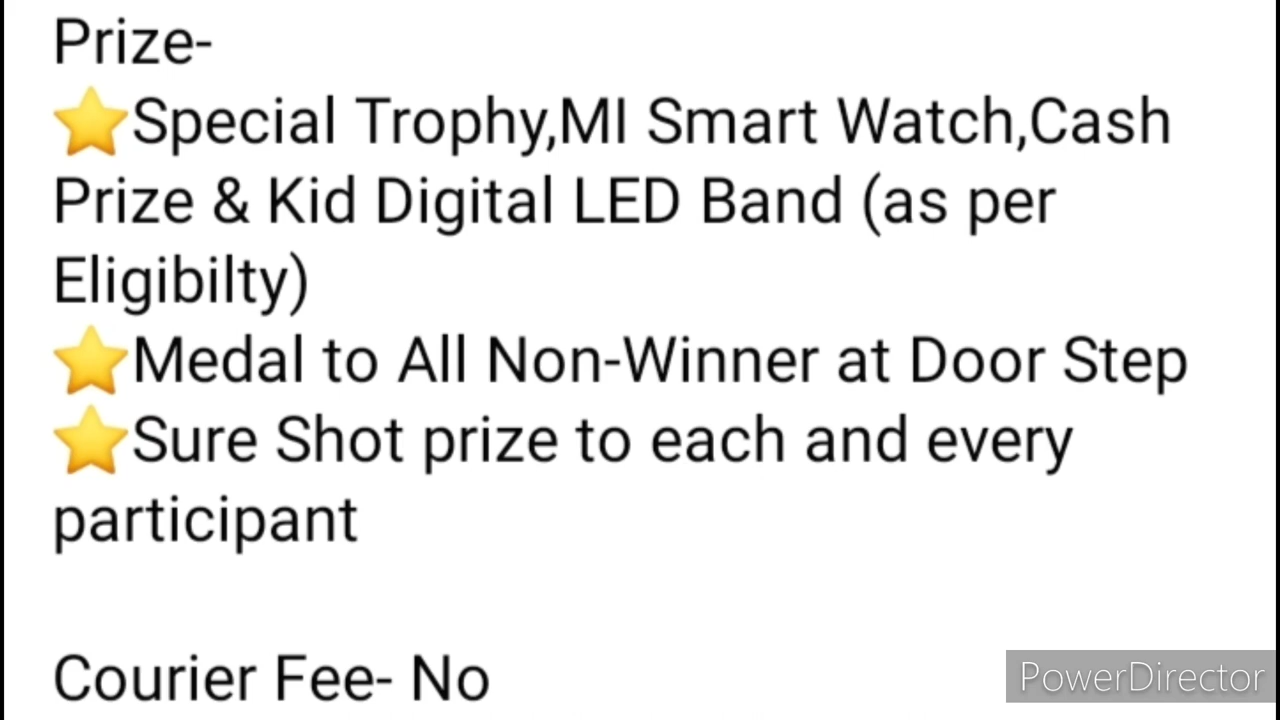 Prize-
⭐Special Trophy,MI Smart Watch,Cash
Prize & Kid Digital LED Band (as per
Eligibilty)
⭐Medal to All Non-Winner at Door Step
⭐Sure Shot prize to each and every
participant
Courier Fee- No
PowerDirector